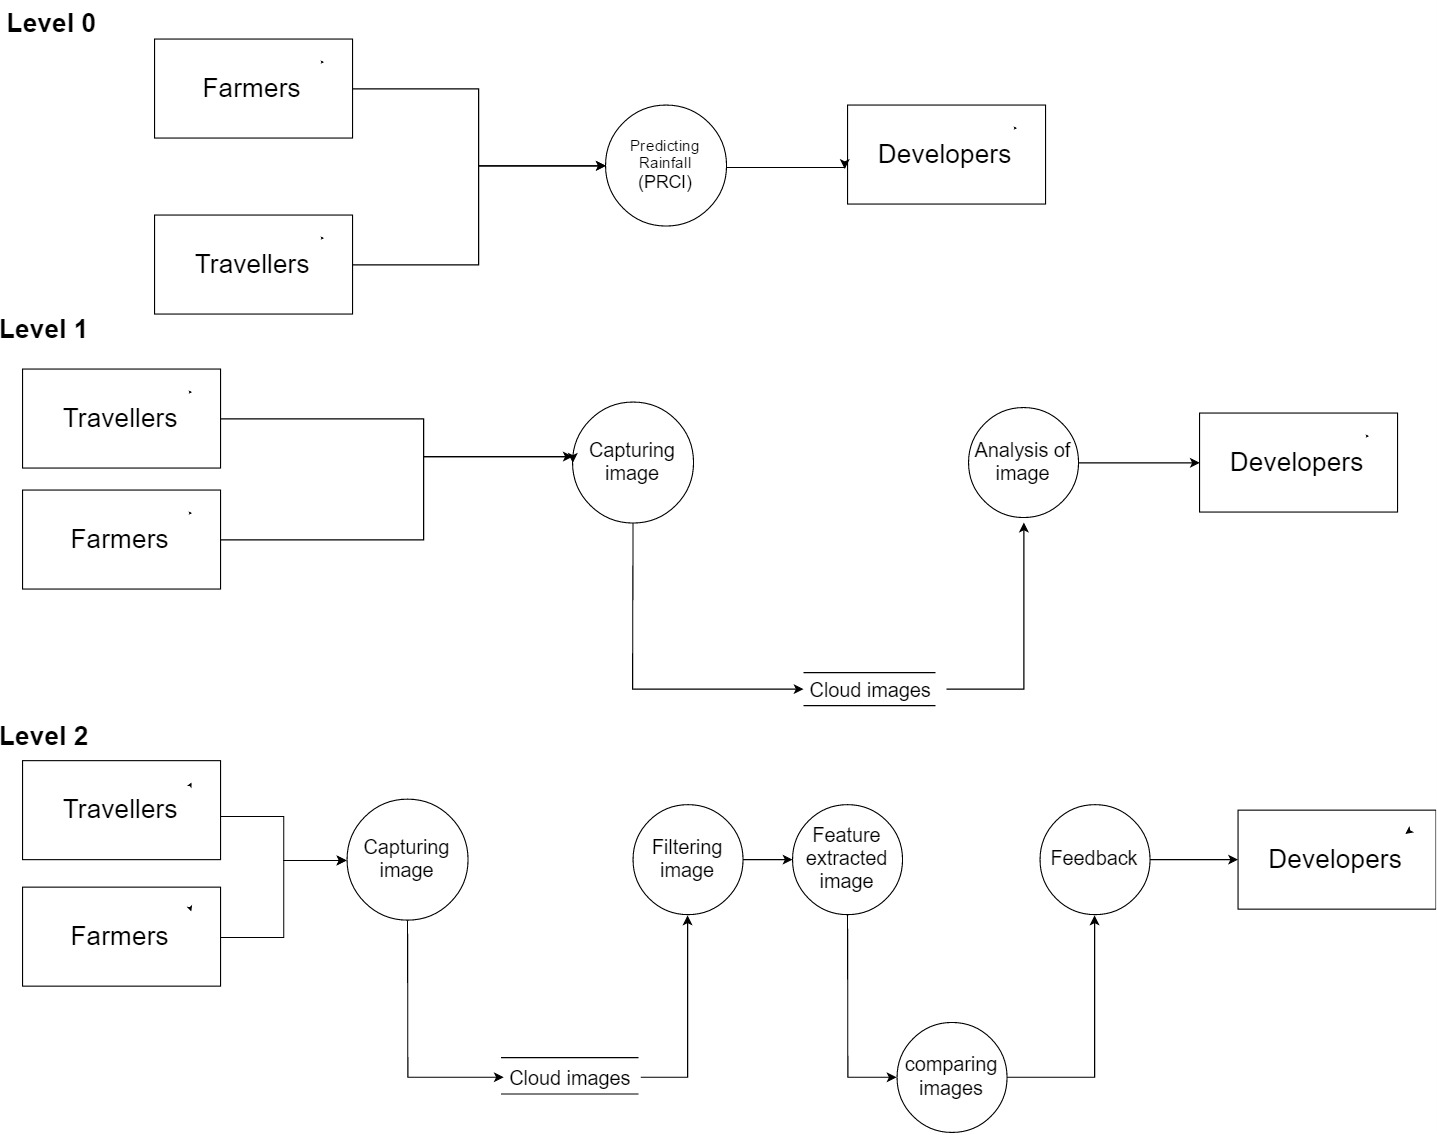 Level 0
Farmers
Predicting
Rainfall
(PRCI)
Developers
Travellers
Level 1
Travellers
Farmers
Capturing
image
Analysis of
image
Developers
Cloud images
Level 2
Travellers
Farmers
Capturing
image
Cloud images
Filtering
image
Feature
extracted
image
comparing
images
Feedback
Developers